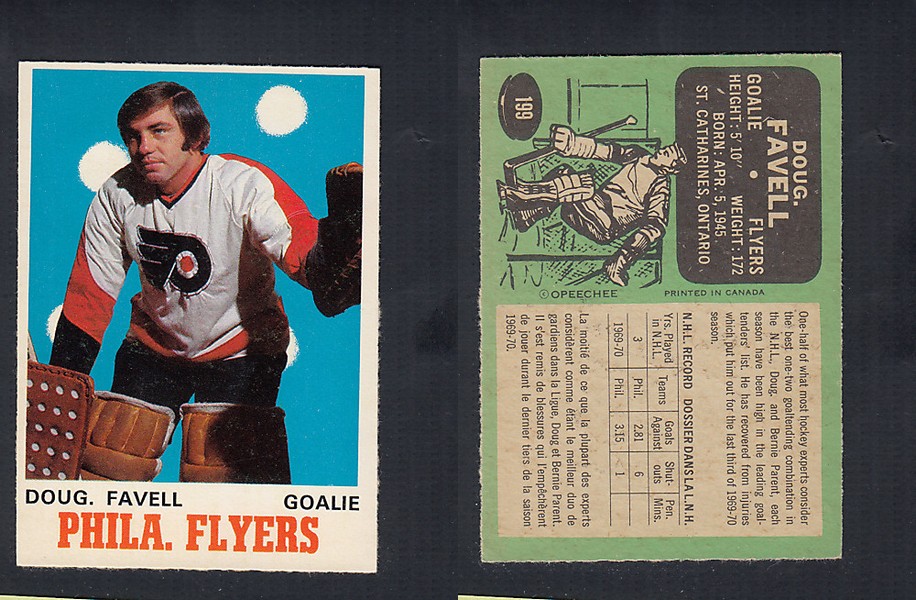 DOUG. FAVELL GOALIE
PHILA. FLYERS
199
DOUG.
FAVELL
GOALIE • FLYERS
HEIGHT: 5' 10" WEIGHT: 172
BORN: APR. 5, 1945.
ST. CATHARINES, ONTARIO
© OPEECHEE PRINTED IN CANADA
One-half of what most hockey experts consider
the best one-two goaltending combination in
the N.H.L., Doug. and Bernie Parent, each
season have been high in the leading goal-
tenders' list. He has recovered from injuries
which put him out for the last third of 1969-70
season.
N.H.L. RECORD DOSSIER DANS LA L.N.H.
Yrs. Played in N.H.L. Teams Goals Against Shut-outs Pen. Mins.
3 Phil. 2.81 6
1969-70 Phil. 3.15 1
La moitié de ce que la plupart des experts
considèrent comme étant le meilleur duo de
gardiens dans la Ligue, Doug et Bernie Parent.
Il s'est remis de blessures qui l'empêchèrent
de jouer durant le dernier tiers de la saison
1969-70.